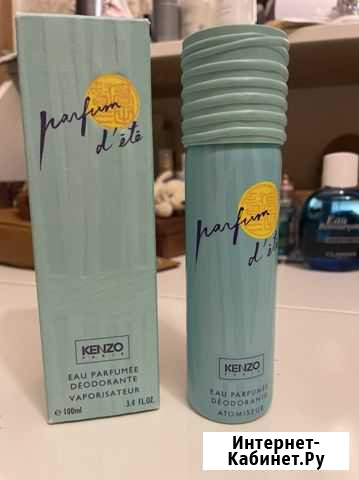 parfum
d'été
KENZO
PARIS
EAU PARFUMÉE
DÉODORANTE
VAPORISATEUR
℮ 100ml 3.4 FL.OZ.
parfum
d'été
KENZO
PARIS
EAU PARFUMÉE
DÉODORANTE
ATOMISEUR
Eau
Интернет-
Кабинет.Ру